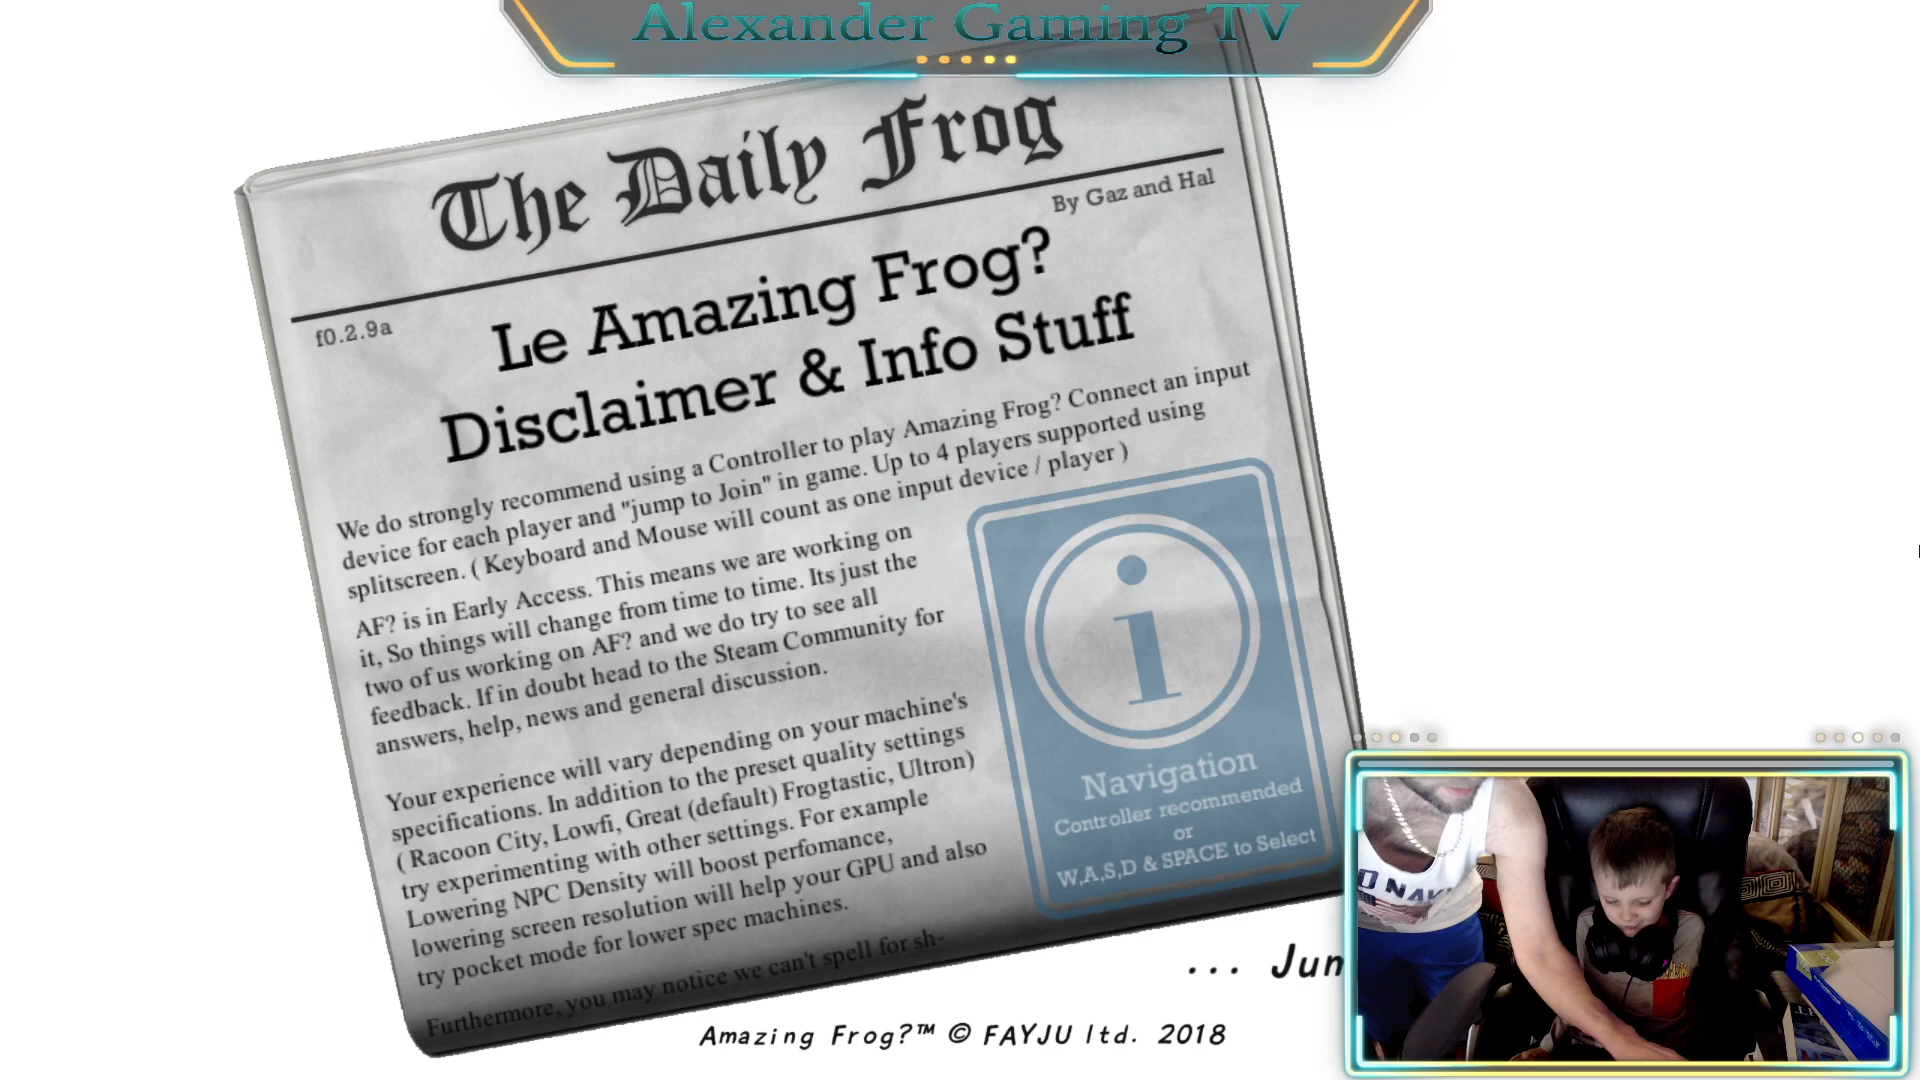 Alexander Gaming TV
The Daily Frog
By Gaz and Hal
f0.2.9a
Le Amazing Frog?
Disclaimer & Info Stuff
We do strongly recommend using a Controller to play Amazing Frog? Connect an input
device for each player and "jump to Join" in game. Up to 4 players supported using
splitscreen. ( Keyboard and Mouse will count as one input device / player )
AF? is in Early Access. This means we are working on
it, So things will change from time to time. Its just the
two of us working on AF? and we do try to see all
feedback. If in doubt head to the Steam Community for
answers, help, news and general discussion.
Your experience will vary depending on your machine's
specifications. In addition to the preset quality settings
( Racoon City, Lowfi, Great (default) Frogtastic, Ultron)
try experimenting with other settings. For example
Lowering NPC Density will boost perfomance,
lowering screen resolution will help your GPU and also
try pocket mode for lower spec machines.
Furthermore, you may notice we can't spell for sh-
i
Navigation
Controller recommended
or
W,A,S,D & SPACE to Select
... Jun
Amazing Frog?™ © FAYJU ltd. 2018